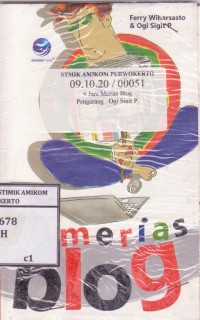 Ferry Wiharsasto
& Ogi Sigit P.
STMIK AMIKOM PURWOKERTO
09.10.20 / 00051
Jam Merias Blog
Pengarang : Ogi Sigit P
STIMIK AMIKOM
KERTO
678
H
c1
merias
blog